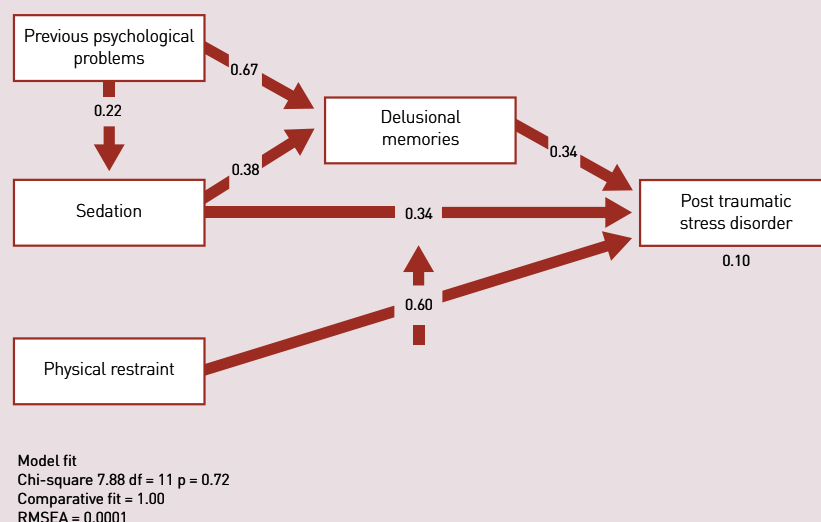 Previous psychological
problems
0.67
0.22
Delusional
memories
0.34
0.38
Sedation
0.34
Post traumatic
stress disorder
0.10
0.60
Physical restraint
Model fit
Chi-square 7.88 df = 11 p = 0.72
Comparative fit = 1.00
RMSEA = 0.0001